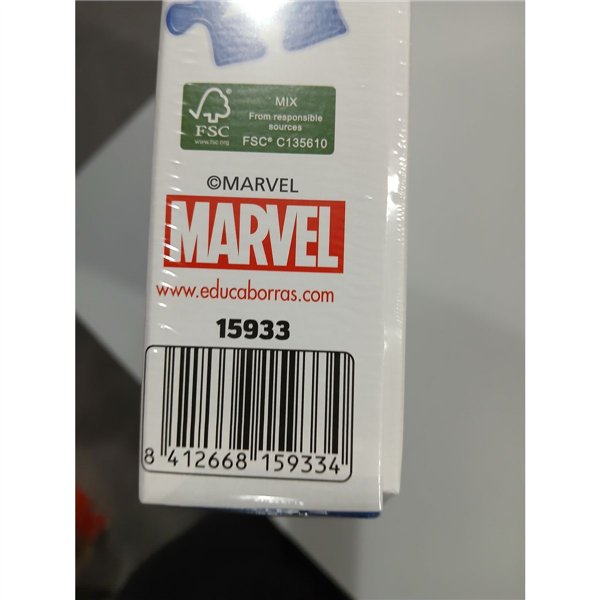 FSC
www.fsc.org
MIX
From responsible
sources
FSC® C135610
©MARVEL
MARVEL
www.educaborras.com
15933
8 412668 159334